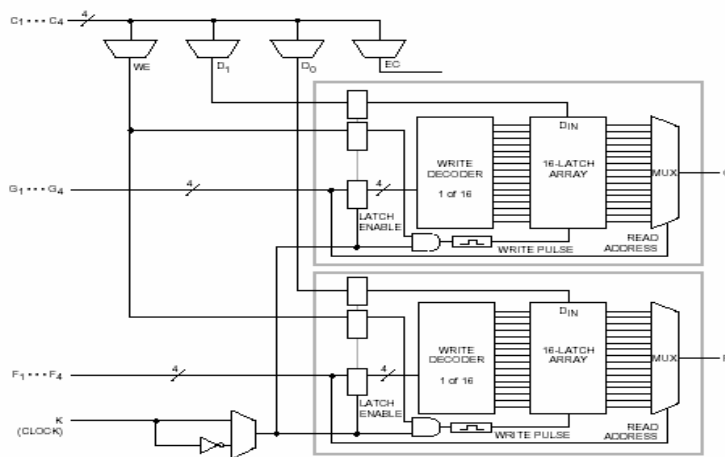 C1 • • • C4
4
WE
D1
D0
EC
DIN
WRITE
DECODER
1 of 16
16-LATCH
ARRAY
MUX
G1 • • • G4
4
4
LATCH
ENABLE
WRITE PULSE
READ
ADDRESS
DIN
WRITE
DECODER
1 of 16
16-LATCH
ARRAY
MUX
F1 • • • F4
4
4
LATCH
ENABLE
K
(CLOCK)
WRITE PULSE
READ
ADDRESS